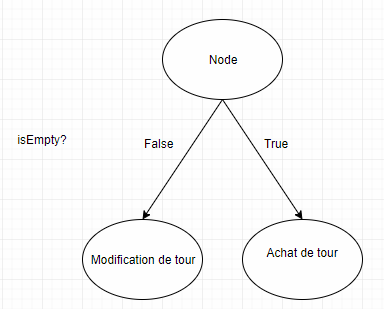 Node
isEmpty?
False
True
Modification de tour
Achat de tour